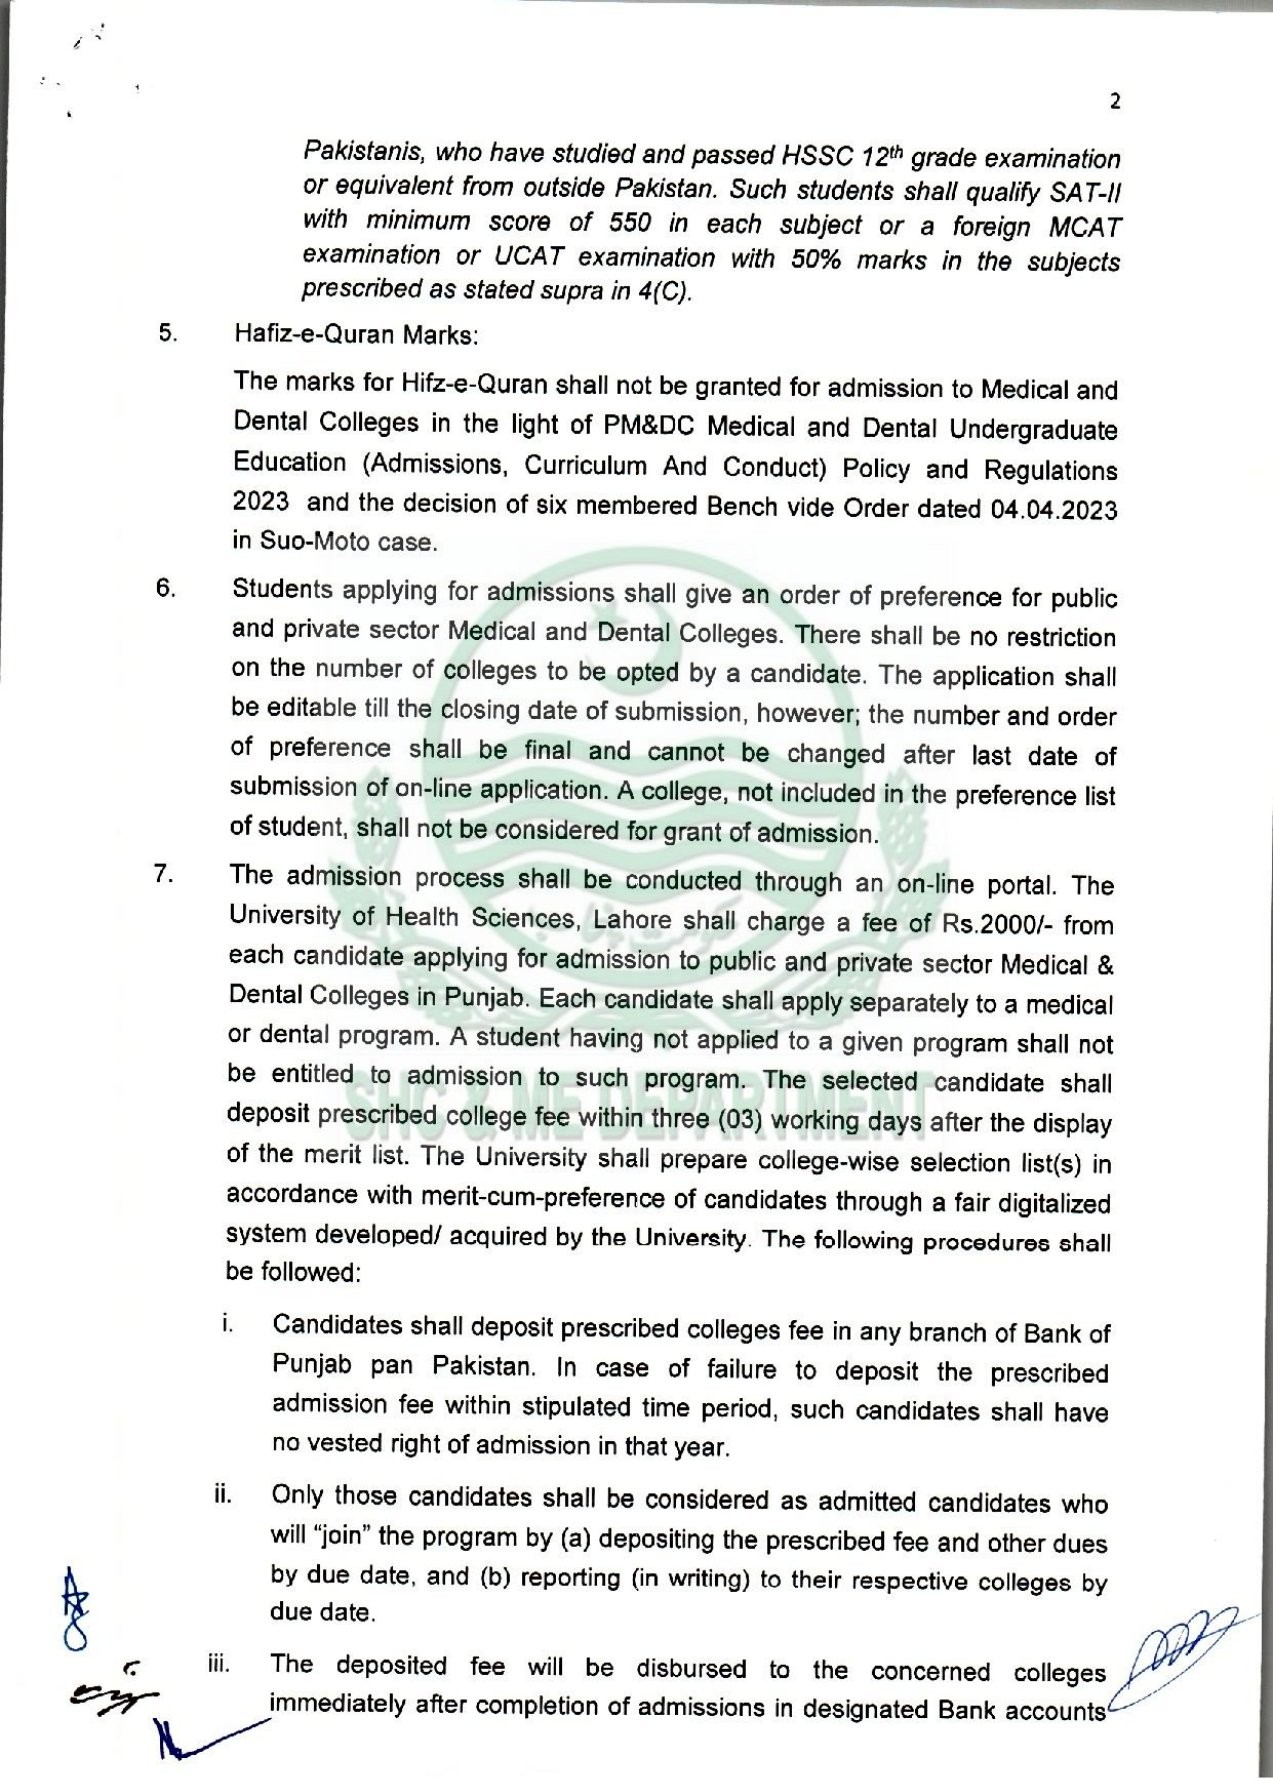 2
Pakistanis, who have studied and passed HSSC 12th grade examination
or equivalent from outside Pakistan. Such students shall qualify SAT-II
with minimum score of 550 in each subject or a foreign MCAT
examination or UCAT examination with 50% marks in the subjects
prescribed as stated supra in 4(C).
5. Hafiz-e-Quran Marks:
The marks for Hifz-e-Quran shall not be granted for admission to Medical and
Dental Colleges in the light of PM&DC Medical and Dental Undergraduate
Education (Admissions, Curriculum And Conduct) Policy and Regulations
2023 and the decision of six membered Bench vide Order dated 04.04.2023
in Suo-Moto case.
6. Students applying for admissions shall give an order of preference for public
and private sector Medical and Dental Colleges. There shall be no restriction
on the number of colleges to be opted by a candidate. The application shall
be editable till the closing date of submission, however; the number and order
of preference shall be final and cannot be changed after last date of
submission of on-line application. A college, not included in the preference list
of student, shall not be considered for grant of admission.
7. The admission process shall be conducted through an on-line portal. The
University of Health Sciences, Lahore shall charge a fee of Rs.2000/- from
each candidate applying for admission to public and private sector Medical &
Dental Colleges in Punjab. Each candidate shall apply separately to a medical
or dental program. A student having not applied to a given program shall not
be entitled to admission to such program. The selected candidate shall
deposit prescribed college fee within three (03) working days after the display
of the merit list. The University shall prepare college-wise selection list(s) in
accordance with merit-cum-preference of candidates through a fair digitalized
system developed/ acquired by the University. The following procedures shall
be followed:
SHC & ME DEPARTMENT
i. Candidates shall deposit prescribed colleges fee in any branch of Bank of
Punjab pan Pakistan. In case of failure to deposit the prescribed
admission fee within stipulated time period, such candidates shall have
no vested right of admission in that year.
ii. Only those candidates shall be considered as admitted candidates who
will "join" the program by (a) depositing the prescribed fee and other dues
by due date, and (b) reporting (in writing) to their respective colleges by
due date.
iii. The deposited fee will be disbursed to the concerned colleges
immediately after completion of admissions in designated Bank accounts